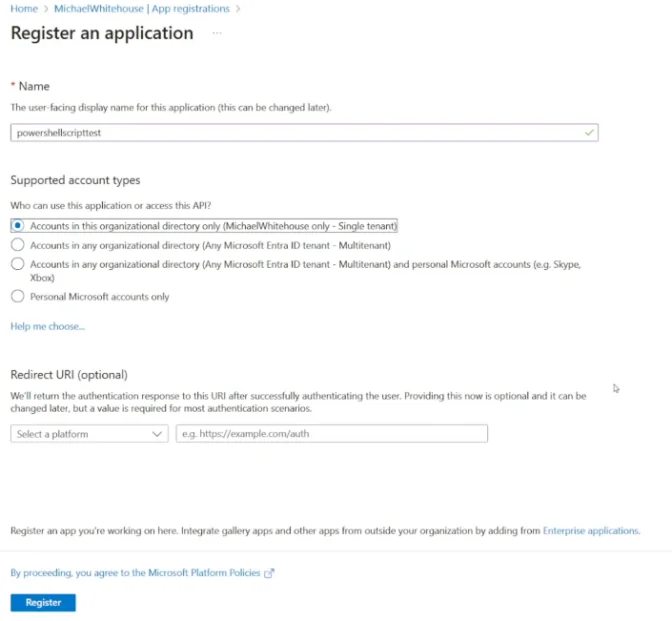 Home > MichaelWhitehouse | App registrations >
Register an application ...
* Name
The user-facing display name for this application (this can be changed later).
powershellscripttest
Supported account types
Who can use this application or access this API?
Accounts in this organizational directory only (MichaelWhitehouse only - Single tenant)
Accounts in any organizational directory (Any Microsoft Entra ID tenant - Multitenant)
Accounts in any organizational directory (Any Microsoft Entra ID tenant - Multitenant) and personal Microsoft accounts (e.g. Skype,
Xbox)
Personal Microsoft accounts only
Help me choose...
Redirect URI (optional)
We'll return the authentication response to this URI after successfully authenticating the user. Providing this now is optional and it can be
changed later, but a value is required for most authentication scenarios.
Select a platform e.g. https://example.com/auth
Register an app you're working on here. Integrate gallery apps and other apps from outside your organization by adding from Enterprise applications.
By proceeding, you agree to the Microsoft Platform Policies
Register